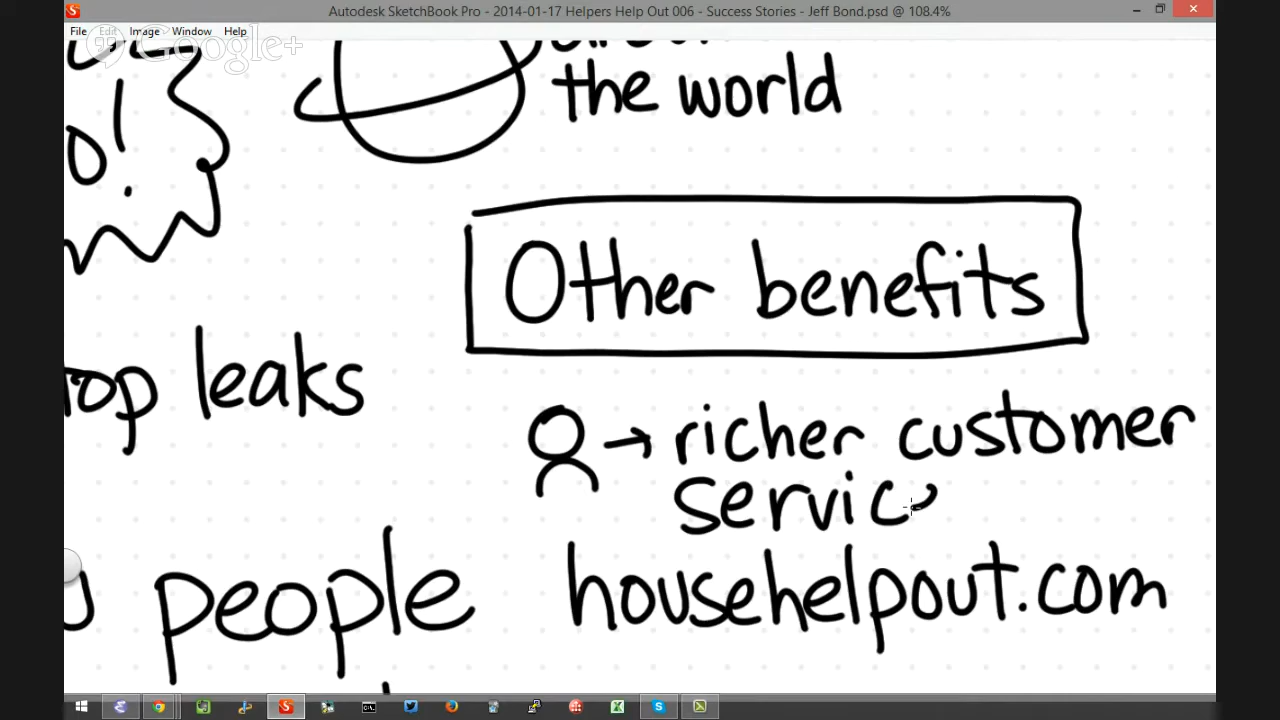 Autodesk SketchBook Pro - 2014-01-17 Helpers Help Out 006 - Success Stories - Jeff Bond.psd @ 108.4%
File Edit Image Window Help
Google+
the world
o!
Other benefits
leaks
→ richer customer
servic
people
househelpout.com